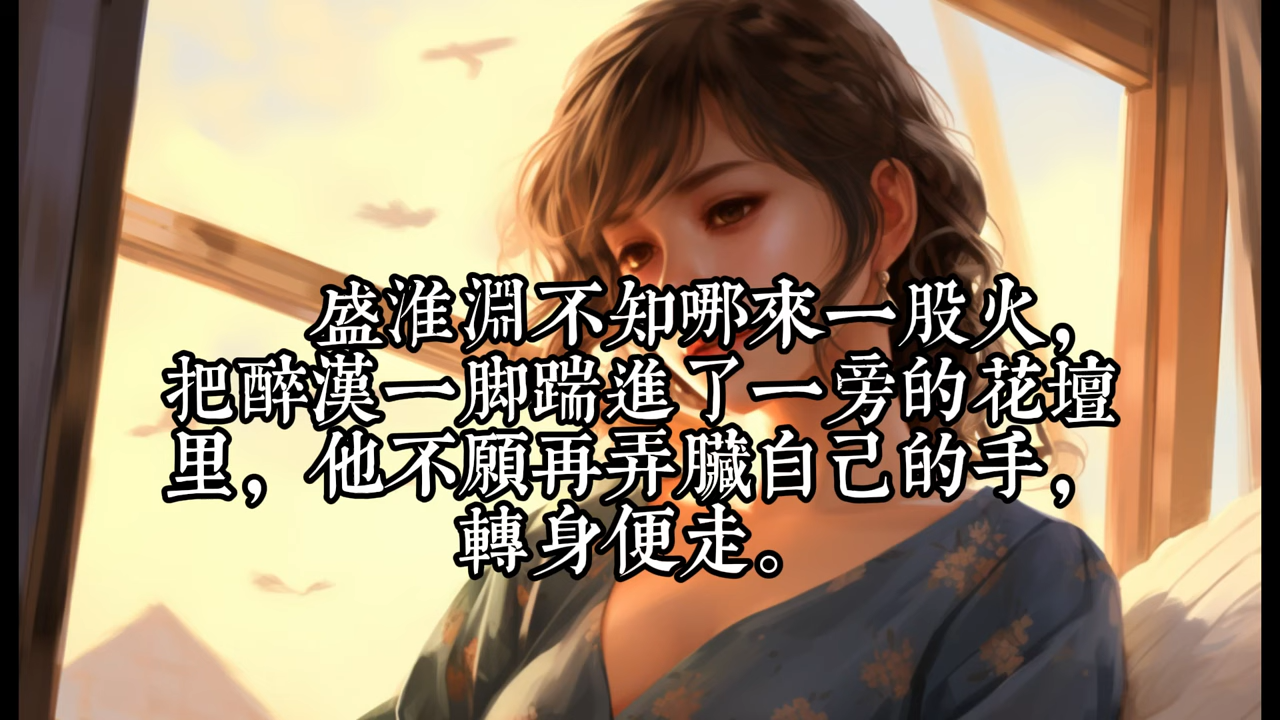 盛淮淵不知哪來一股火，
把醉漢一脚踹進了一旁的花壇
里，他不願再弄臟自己的手，
轉身便走。